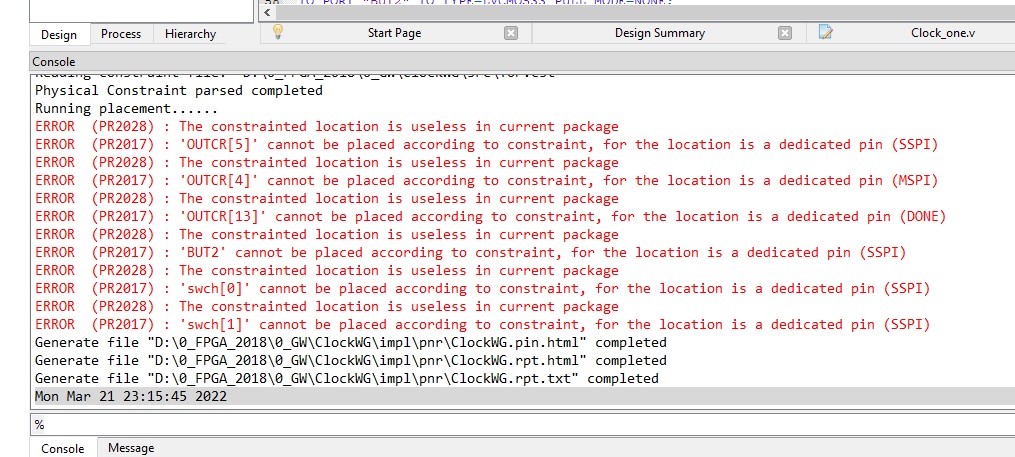 58 IO_PORT "BUT2" IO_TYPE=LVCMOS33 PULL_MODE=NONE;
Design Process Hierarchy Start Page Design Summary Clock_one.v
Console
Reading constraint file:
Physical Constraint parsed completed
Running placement......
ERROR (PR2028) : The constrainted location is useless in current package
ERROR (PR2017) : 'OUTCR[5]' cannot be placed according to constraint, for the location is a dedicated pin (SSPI)
ERROR (PR2028) : The constrainted location is useless in current package
ERROR (PR2017) : 'OUTCR[4]' cannot be placed according to constraint, for the location is a dedicated pin (MSPI)
ERROR (PR2028) : The constrainted location is useless in current package
ERROR (PR2017) : 'OUTCR[13]' cannot be placed according to constraint, for the location is a dedicated pin (DONE)
ERROR (PR2028) : The constrainted location is useless in current package
ERROR (PR2017) : 'BUT2' cannot be placed according to constraint, for the location is a dedicated pin (SSPI)
ERROR (PR2028) : The constrainted location is useless in current package
ERROR (PR2017) : 'swch[0]' cannot be placed according to constraint, for the location is a dedicated pin (SSPI)
ERROR (PR2028) : The constrainted location is useless in current package
ERROR (PR2017) : 'swch[1]' cannot be placed according to constraint, for the location is a dedicated pin (SSPI)
Generate file "D:\0_FPGA_2018\0_GW\ClockWG\impl\pnr\ClockWG.pin.html" completed
Generate file "D:\0_FPGA_2018\0_GW\ClockWG\impl\pnr\ClockWG.rpt.html" completed
Generate file "D:\0_FPGA_2018\0_GW\ClockWG\impl\pnr\ClockWG.rpt.txt" completed
Mon Mar 21 23:15:45 2022
%
Console Message